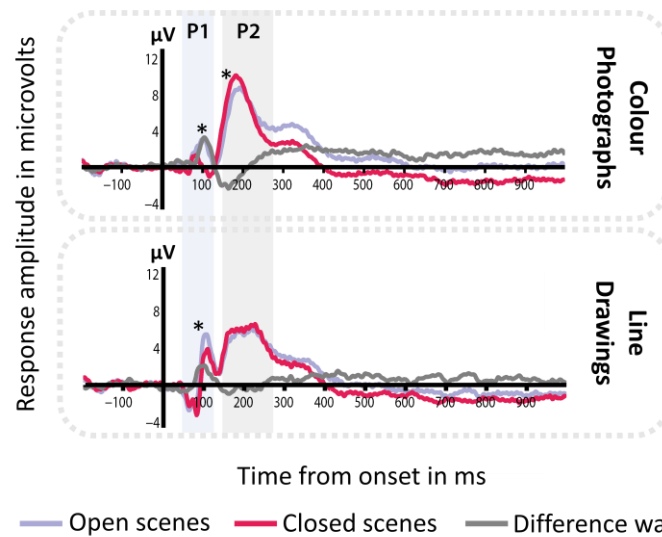 Response amplitude in microvolts
µV P1 P2
12
*
8
*
4
−100 100 200 300 400 500 600 700 800 900
−4
Colour
Photographs
µV
12
8
*
4
−100 100 200 300 400 500 600 700 800 900
−4
Line
Drawings
Time from onset in ms
Open scenes Closed scenes Difference wa